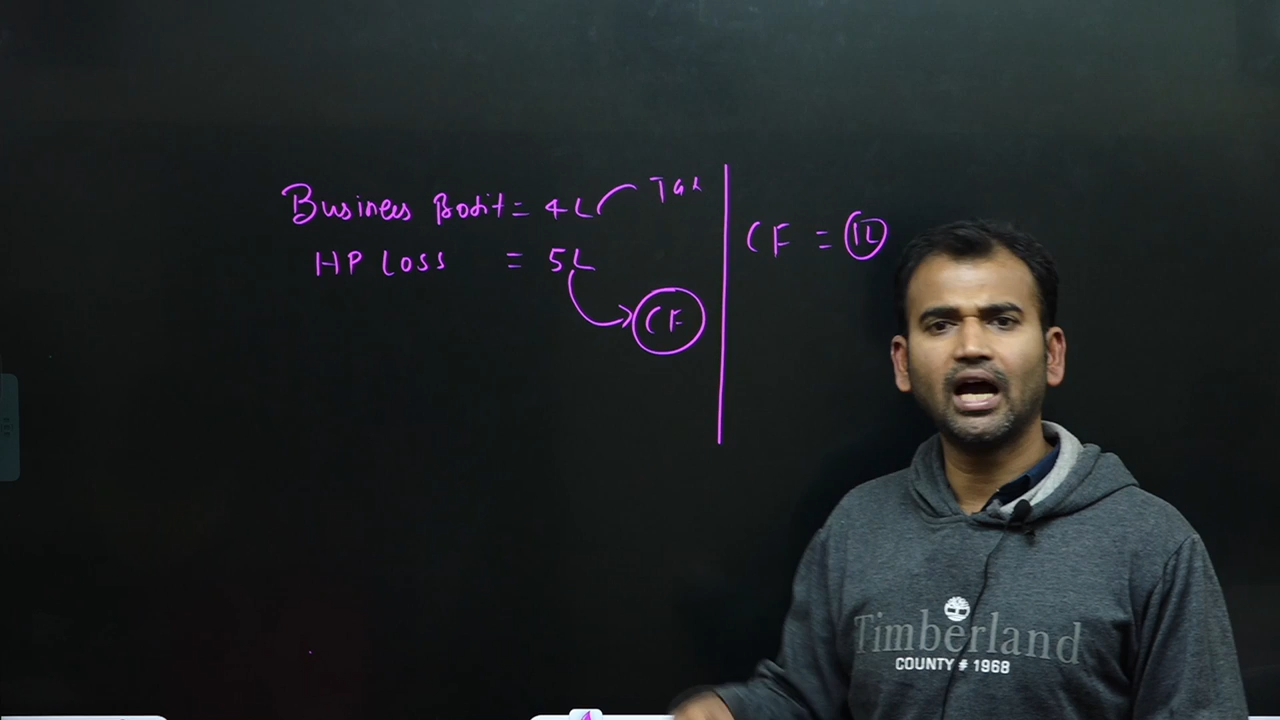 Business Profit = 4L Tax
HP Loss = 5L
CF
CF = 1L
Timberland
COUNTY # 1968